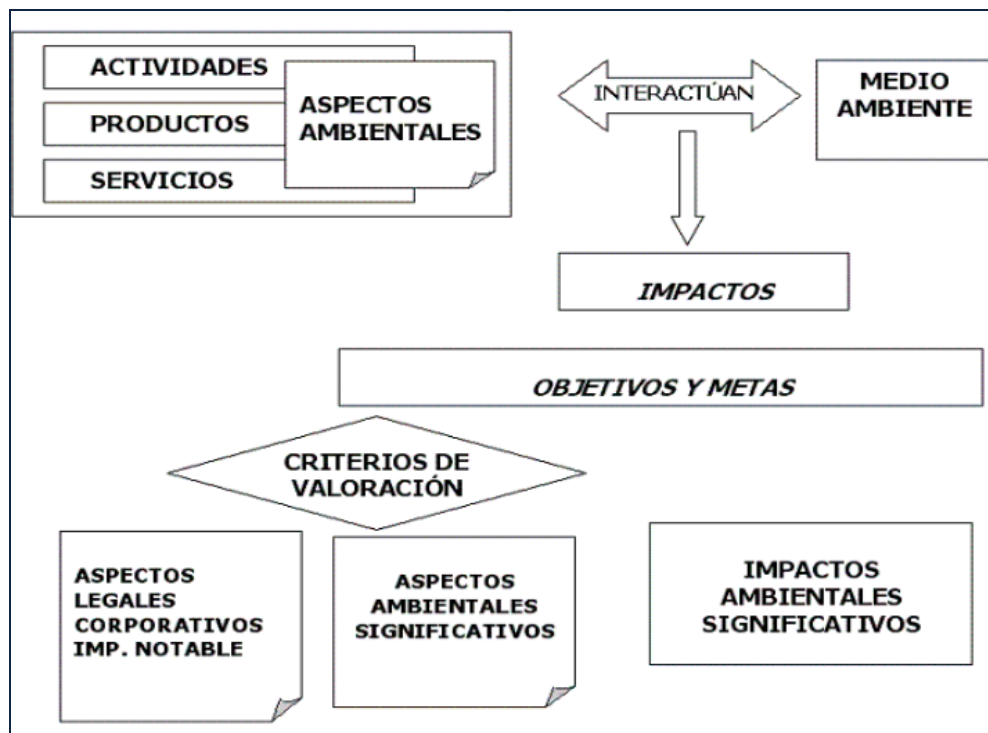 ACTIVIDADES
PRODUCTOS
SERVICIOS
ASPECTOS
AMBIENTALES
INTERACTÚAN
MEDIO
AMBIENTE
IMPACTOS
OBJETIVOS Y METAS
CRITERIOS DE
VALORACIÓN
ASPECTOS
LEGALES
CORPORATIVOS
IMP. NOTABLE
ASPECTOS
AMBIENTALES
SIGNIFICATIVOS
IMPACTOS
AMBIENTALES
SIGNIFICATIVOS